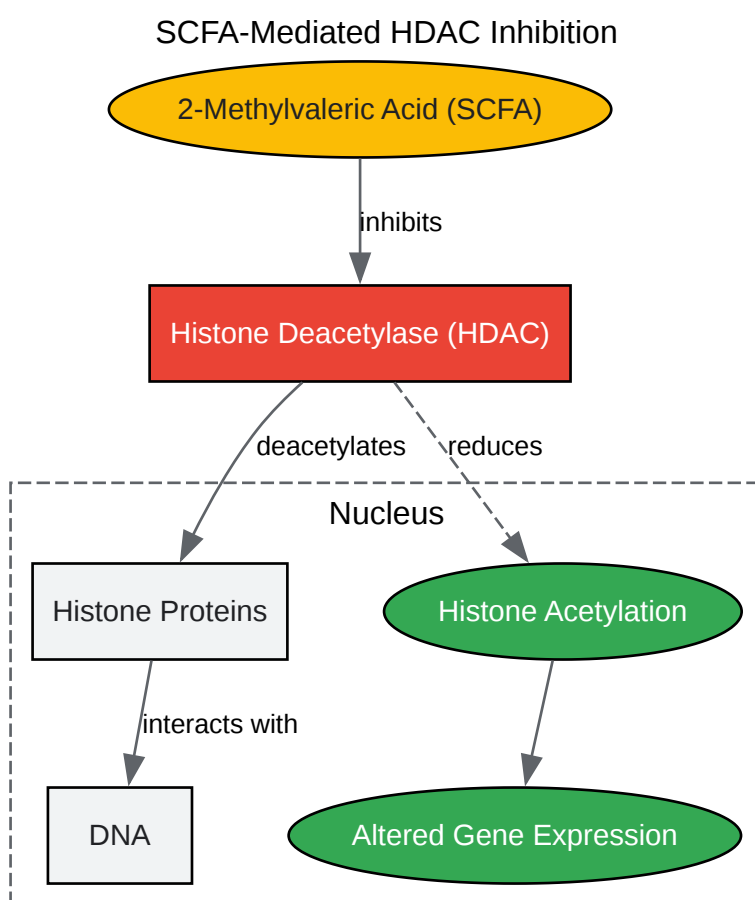 SCFA-Mediated HDAC Inhibition
2-Methylvaleric Acid (SCFA)
inhibits
Histone Deacetylase (HDAC)
deacetylates
reduces
Nucleus
Histone Proteins
Histone Acetylation
interacts with
DNA
Altered Gene Expression